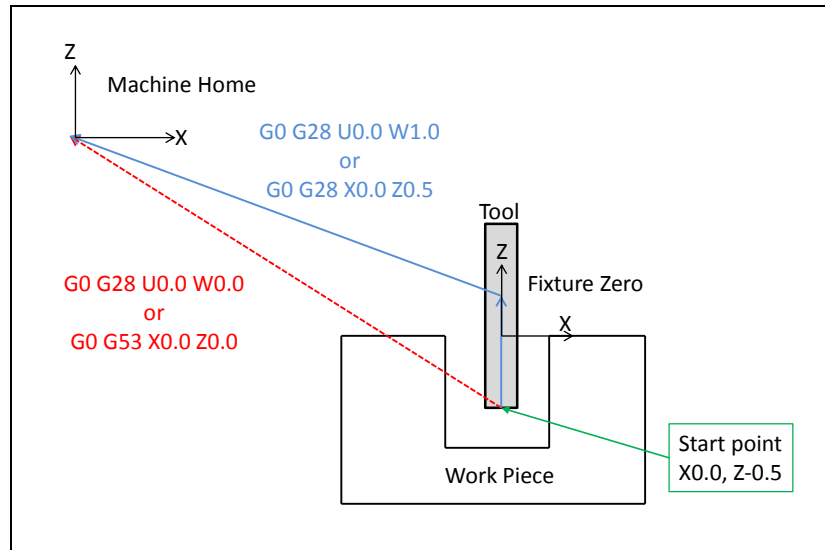 Z
Machine Home
X
G0 G28 U0.0 W1.0
or
G0 G28 X0.0 Z0.5
Tool
Z
Fixture Zero
X
G0 G28 U0.0 W0.0
or
G0 G53 X0.0 Z0.0
Start point
X0.0, Z-0.5
Work Piece